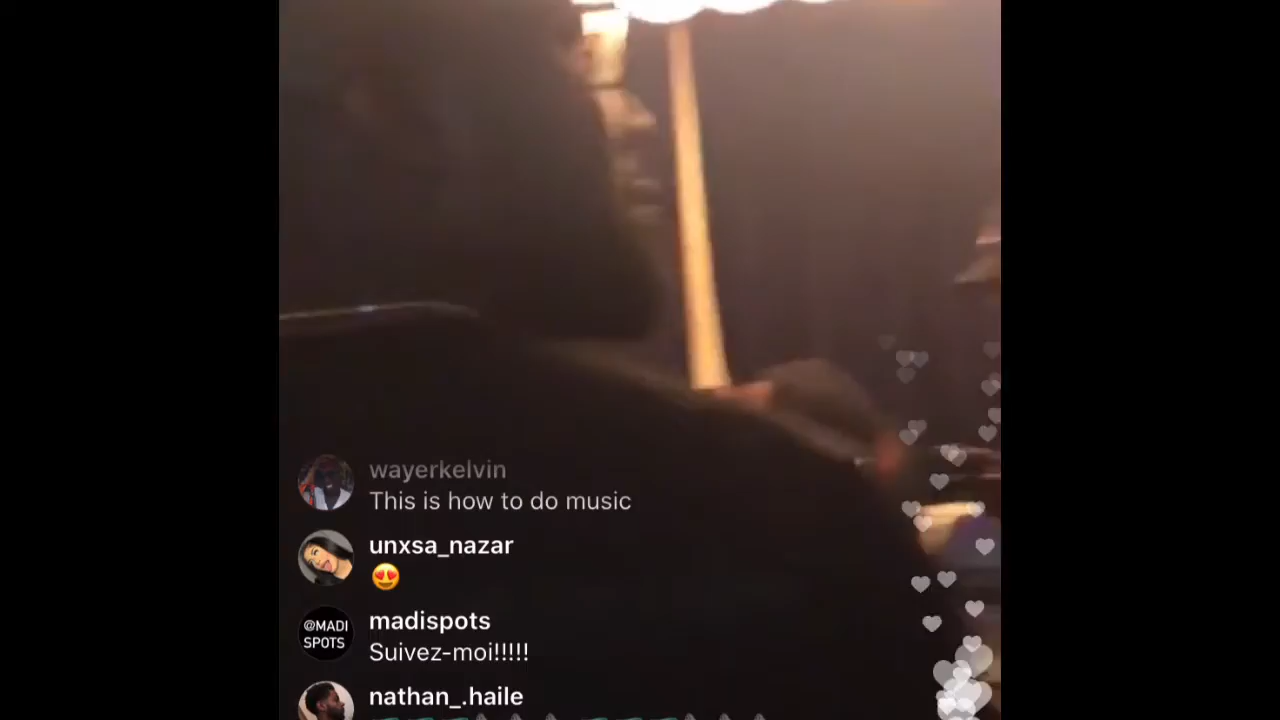 wayerkelvin
This is how to do music
unxsa_nazar
😍
@MADI
SPOTS
madispots
Suivez-moi!!!!!
nathan_.haile